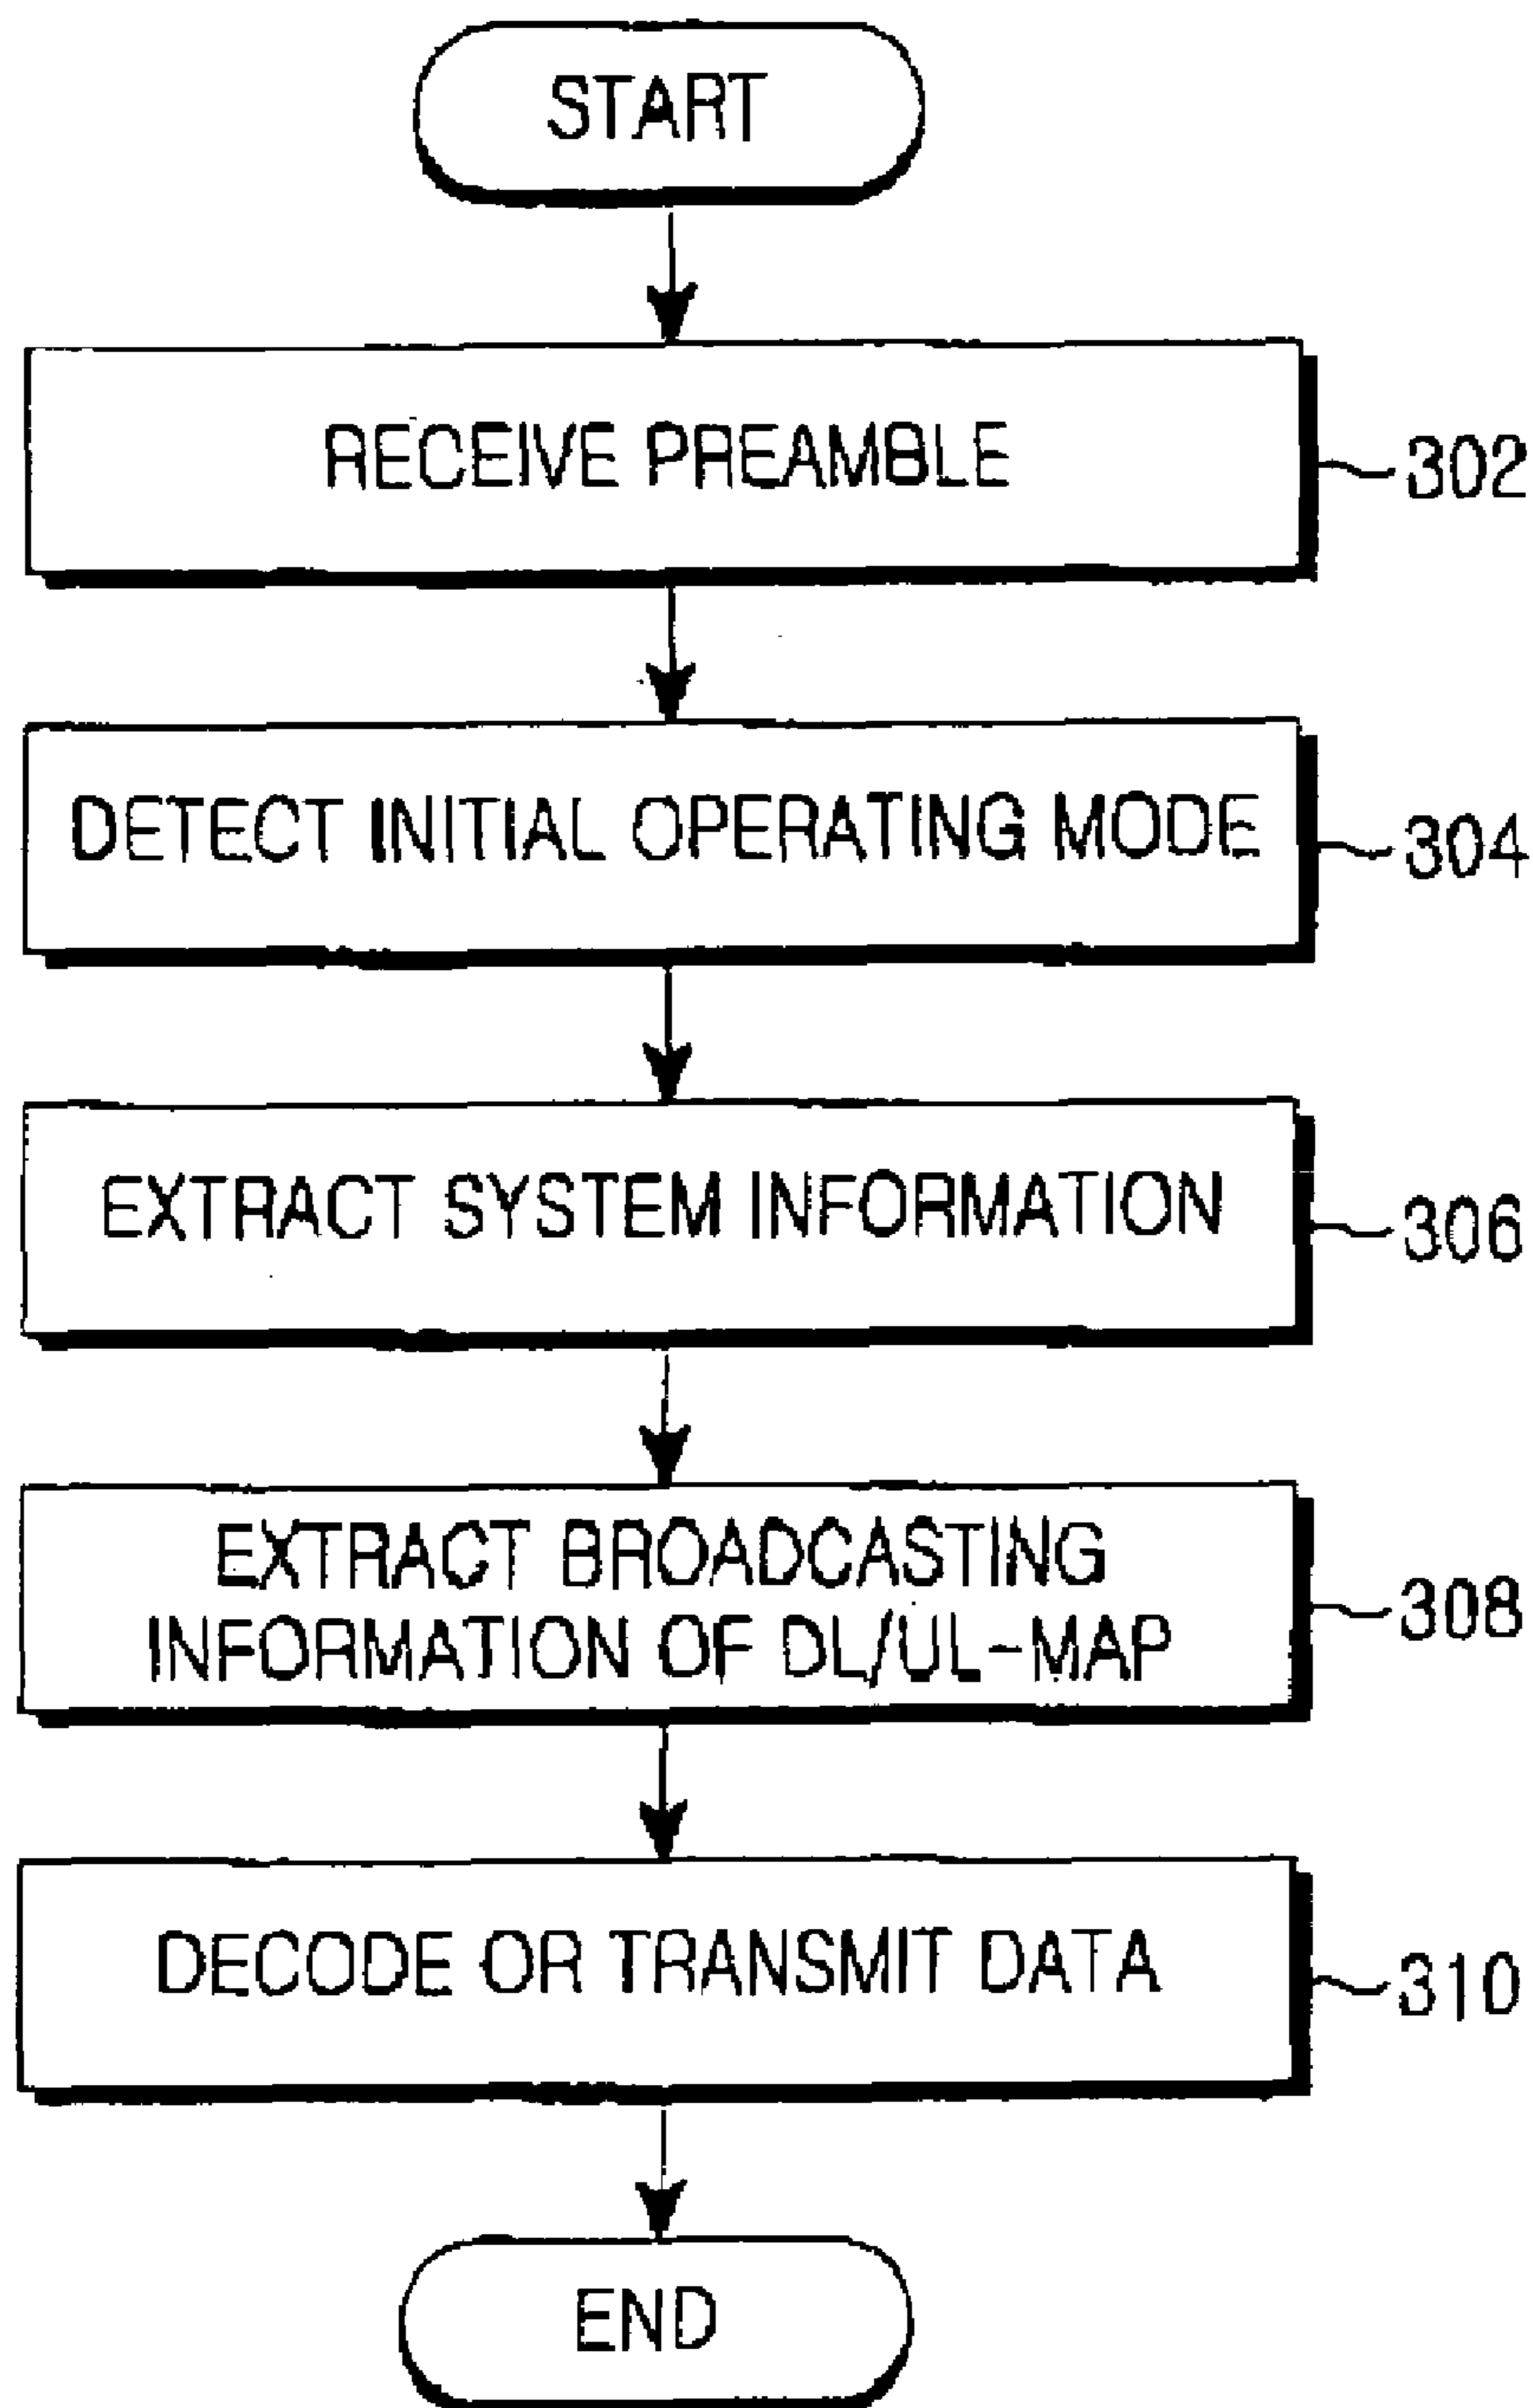 START
RECEIVE PREAMBLE
302
DETECT INITIAL OPERATING MODE
304
EXTRACT SYSTEM INFORMATION
306
EXTRACT BROADCASTING
INFORMATION OF DL/UL-MAP
308
DECODE OR TRANSMIT DATA
310
END